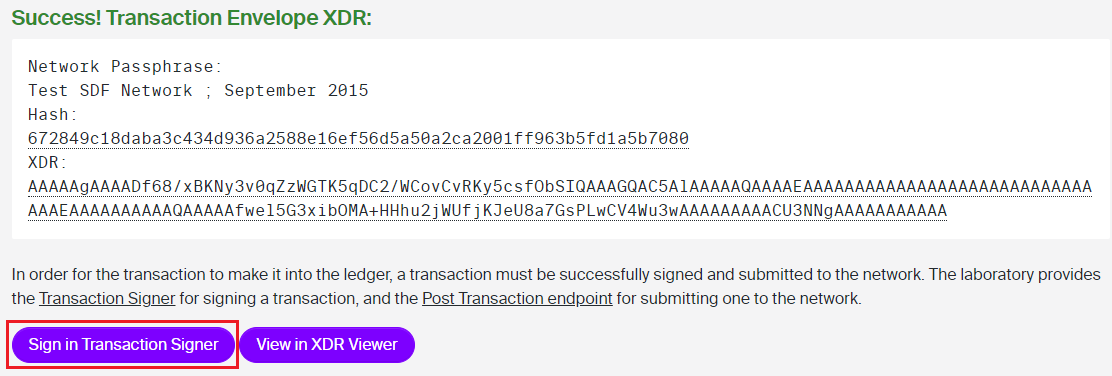 Success! Transaction Envelope XDR:
Network Passphrase:
Test SDF Network ; September 2015
Hash:
672849c18daba3c434d936a2588e16ef56d5a50a2ca2001ff963b5fd1a5b7080
XDR:
AAAAAgAAAADf68/xBKNy3v0qZzWGTK5qDC2/WCovCvRKy5csfObSIQAAAGQAC5AlAAAAAQAAAAEAAAAAAAAAAAAAAAAAAAAAAAAAAAAA
AAAEAAAAAAAAAAQAAAAAfwel5G3xibOMA+HHhu2jWUfjKJeU8a7GsPLwCV4Wu3wAAAAAAAAACU3NNgAAAAAAAAAA
In order for the transaction to make it into the ledger, a transaction must be successfully signed and submitted to the network. The laboratory provides
the Transaction Signer for signing a transaction, and the Post Transaction endpoint for submitting one to the network.
Sign in Transaction Signer View in XDR Viewer